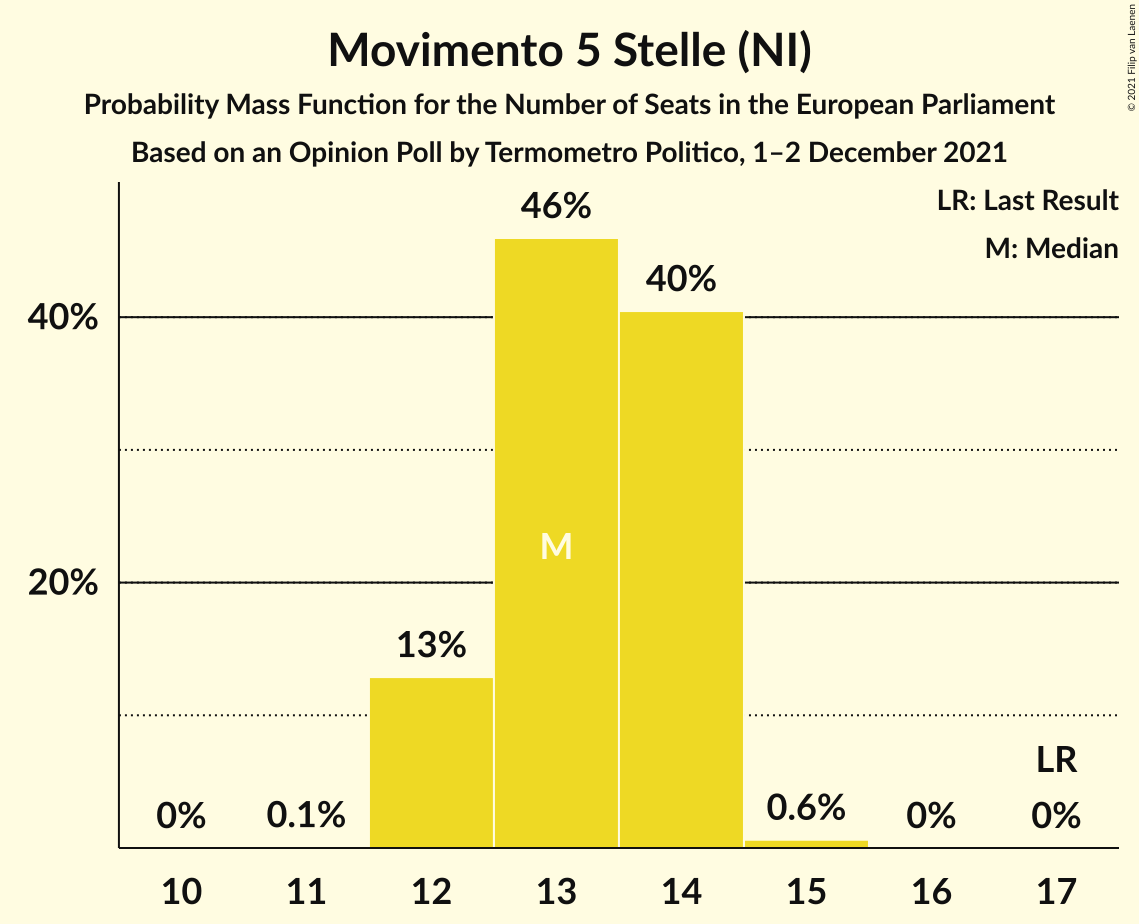 Movimento 5 Stelle (NI)
Probability Mass Function for the Number of Seats in the European Parliament
Based on an Opinion Poll by Termometro Politico, 1–2 December 2021
© 2021 Filip van Laenen
LR: Last Result
M: Median
46%
40%
40%
M
20%
13%
LR
0%
0.1%
0.6%
0%
0%
10
11
12
13
14
15
16
17